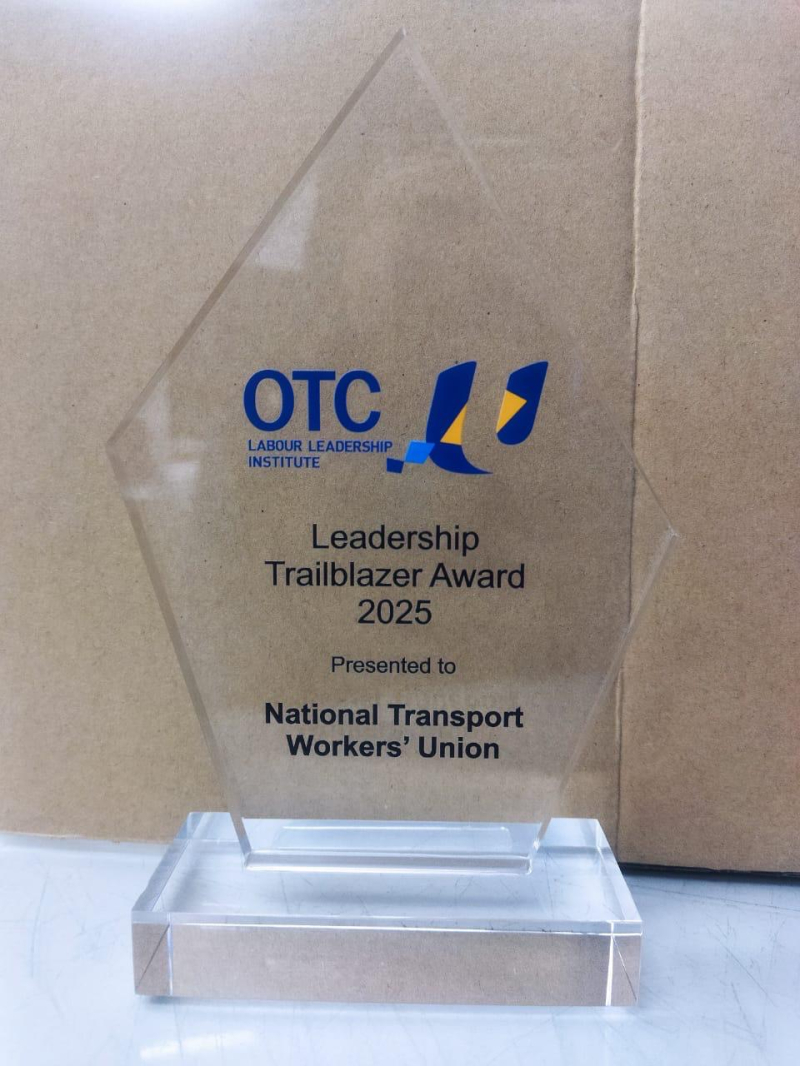 OTC
LABOUR LEADERSHIP
INSTITUTE
Leadership
Trailblazer Award
2025
Presented to
National Transport
Workers’ Union